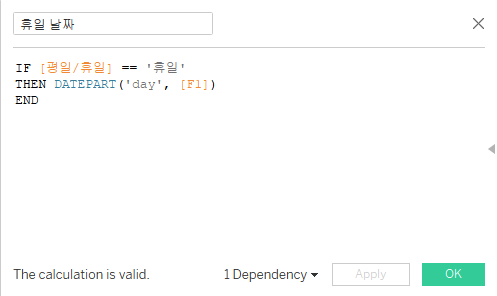 휴일 날짜
IF [평일/휴일] == '휴일'
THEN DATEPART('day', [F1])
END
The calculation is valid.
1 Dependency
Apply
OK